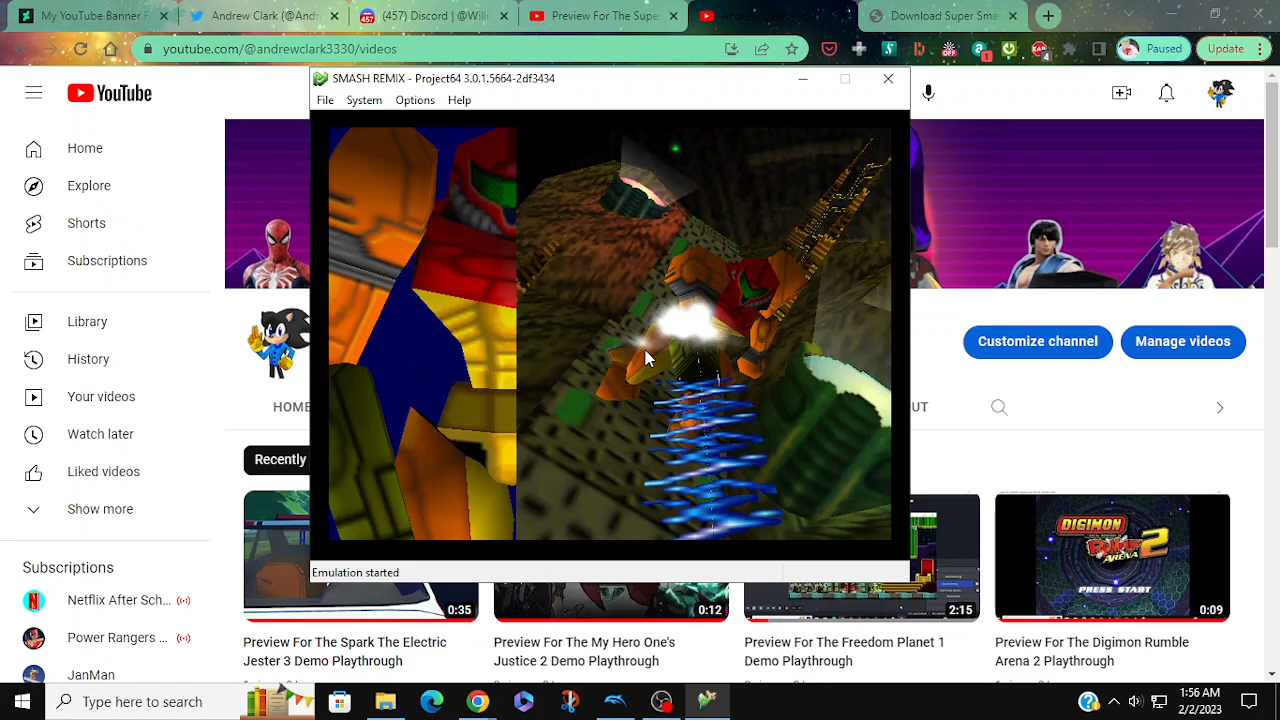 My YouTube Banner
Andrew Clark (@Andr
(457) Discord | @Willi
Preview For The Supe
Download Super Smas
youtube.com/@andrewclark3330/videos
OFF
1
4
Paused
Update
SMASH REMIX - Project64 3.0.1.5664-2df3434
File System Options Help
YouTube
Home
Explore
Shorts
Subscriptions
Library
History
Your videos
Watch later
Liked videos
Show more
Subscriptions
Netflix After Sch...
Power Rangers ...
Janitan
Customize channel
Manage videos
HOME
UT
Recently
Emulation started
0:35
0:12
2:15
DIGIMON
RUMBLE
ARENA 2
PRESS START
0:09
Preview For The Spark The Electric
Jester 3 Demo Playthrough
Preview For The My Hero One's
Justice 2 Demo Playthrough
Preview For The Freedom Planet 1
Demo Playthrough
Preview For The Digimon Rumble
Arena 2 Playthrough
Type here to search
1:56 AM
2/2/2023